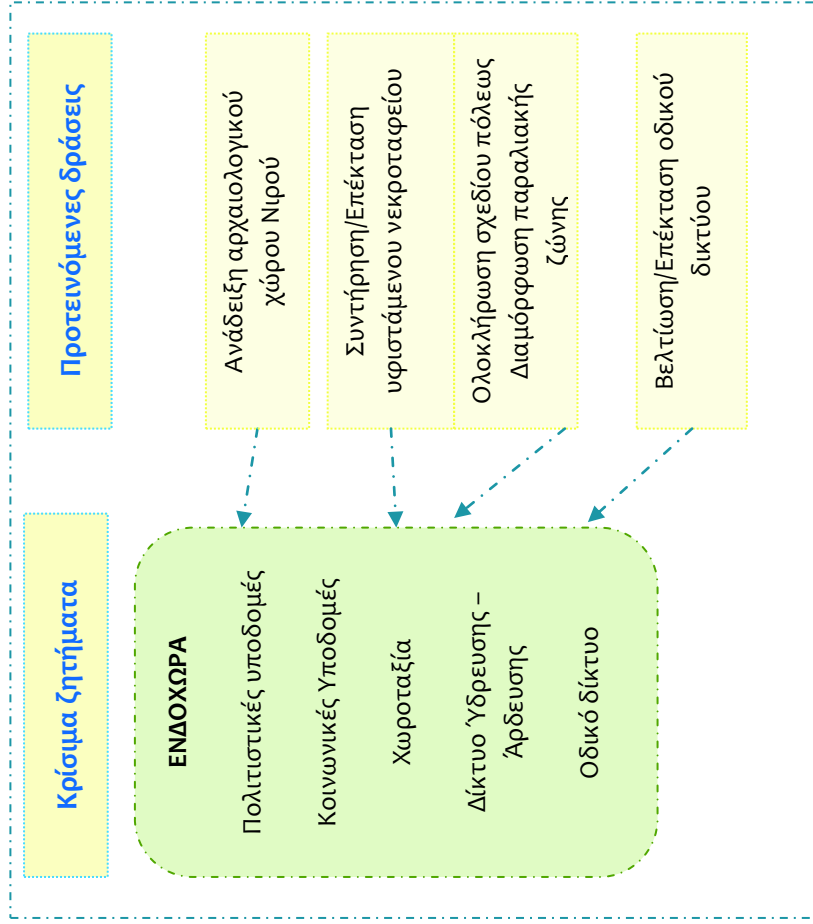 Κρίσιμα ζητήματα
Προτεινόμενες δράσεις
ΕΝΔΟΧΩΡΑ
Πολιτιστικές υποδομές
Κοινωνικές Υποδομές
Χωροταξία
Δίκτυο Ύδρευσης –
Άρδευσης
Οδικό δίκτυο
Ανάδειξη αρχαιολογικού
χώρου Νιρού
Συντήρηση/Επέκταση
υφιστάμενου νεκροταφείου
Ολοκλήρωση σχεδίου πόλεως
Διαμόρφωση παραλιακής
ζώνης
Βελτίωση/Επέκταση οδικού
δικτύου